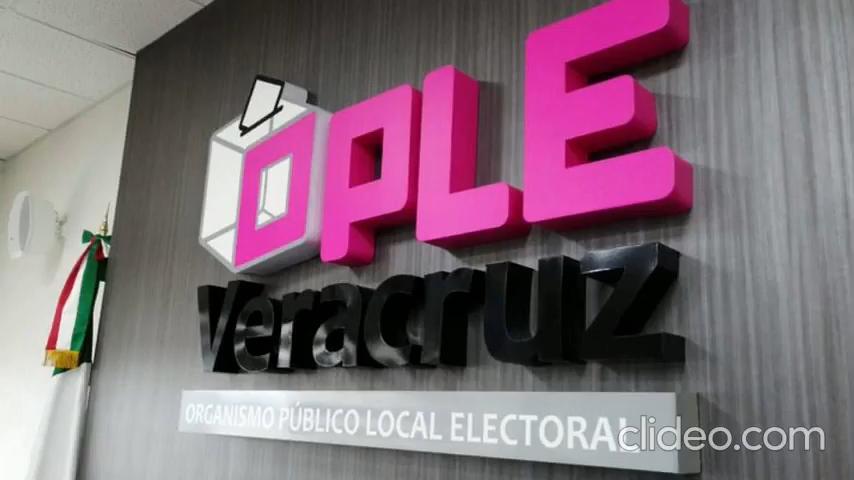 OPLE
Veracruz
ORGANISMO PÚBLICO LOCAL ELECTORAL
clideo.com